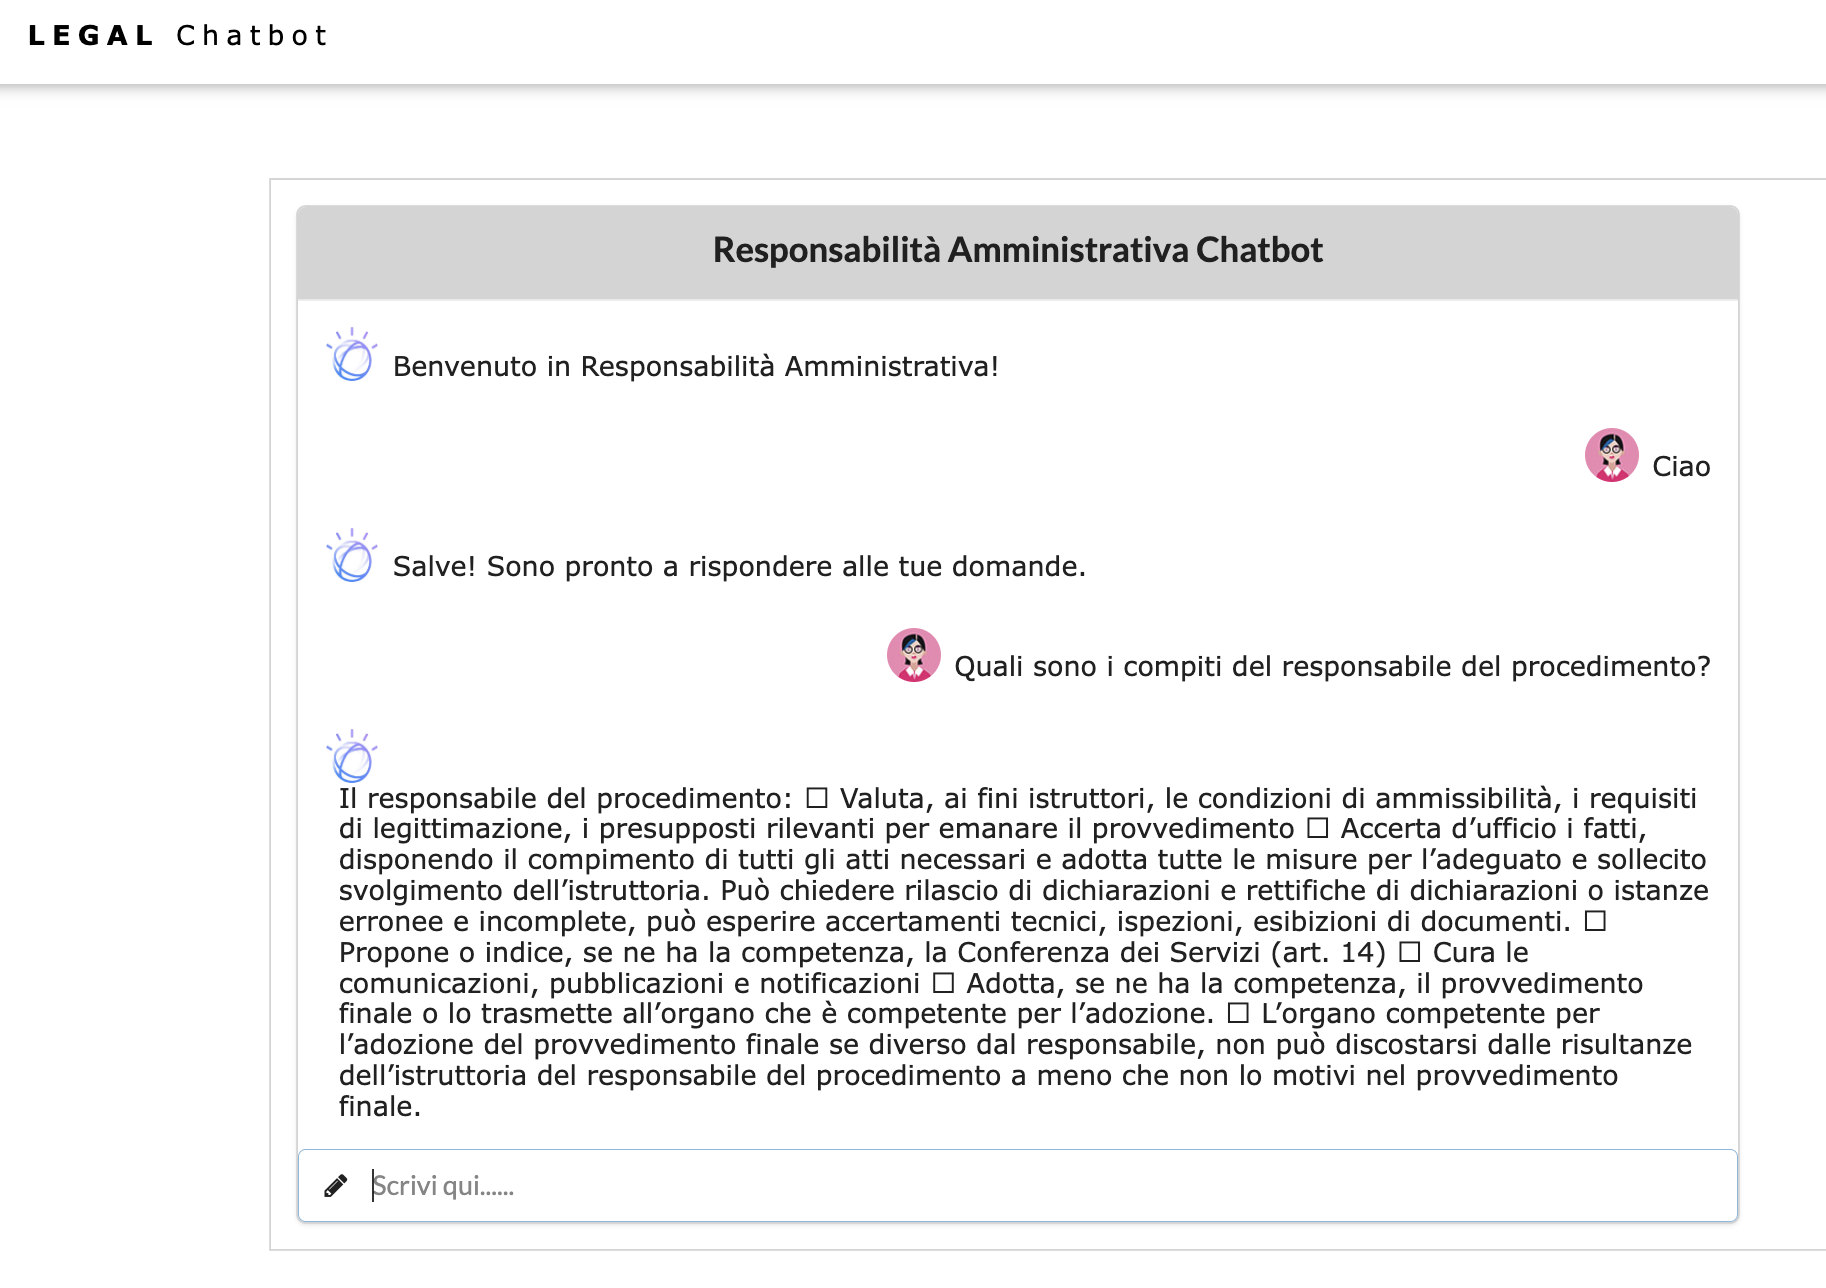 LEGAL Chatbot
Responsabilità Amministrativa Chatbot
Benvenuto in Responsabilità Amministrativa!
Ciao
Salve! Sono pronto a rispondere alle tue domande.
Quali sono i compiti del responsabile del procedimento?
Il responsabile del procedimento: ☐ Valuta, ai fini istruttori, le condizioni di ammissibilità, i requisiti
di legittimazione, i presupposti rilevanti per emanare il provvedimento ☐ Accerta d’ufficio i fatti,
disponendo il compimento di tutti gli atti necessari e adotta tutte le misure per l’adeguato e sollecito
svolgimento dell’istruttoria. Può chiedere rilascio di dichiarazioni e rettifiche di dichiarazioni o istanze
erronee e incomplete, può esperire accertamenti tecnici, ispezioni, esibizioni di documenti. ☐
Propone o indice, se ne ha la competenza, la Conferenza dei Servizi (art. 14) ☐ Cura le
comunicazioni, pubblicazioni e notificazioni ☐ Adotta, se ne ha la competenza, il provvedimento
finale o lo trasmette all’organo che è competente per l’adozione. ☐ L’organo competente per
l’adozione del provvedimento finale se diverso dal responsabile, non può discostarsi dalle risultanze
dell’istruttoria del responsabile del procedimento a meno che non lo motivi nel provvedimento
finale.
Scrivi qui......